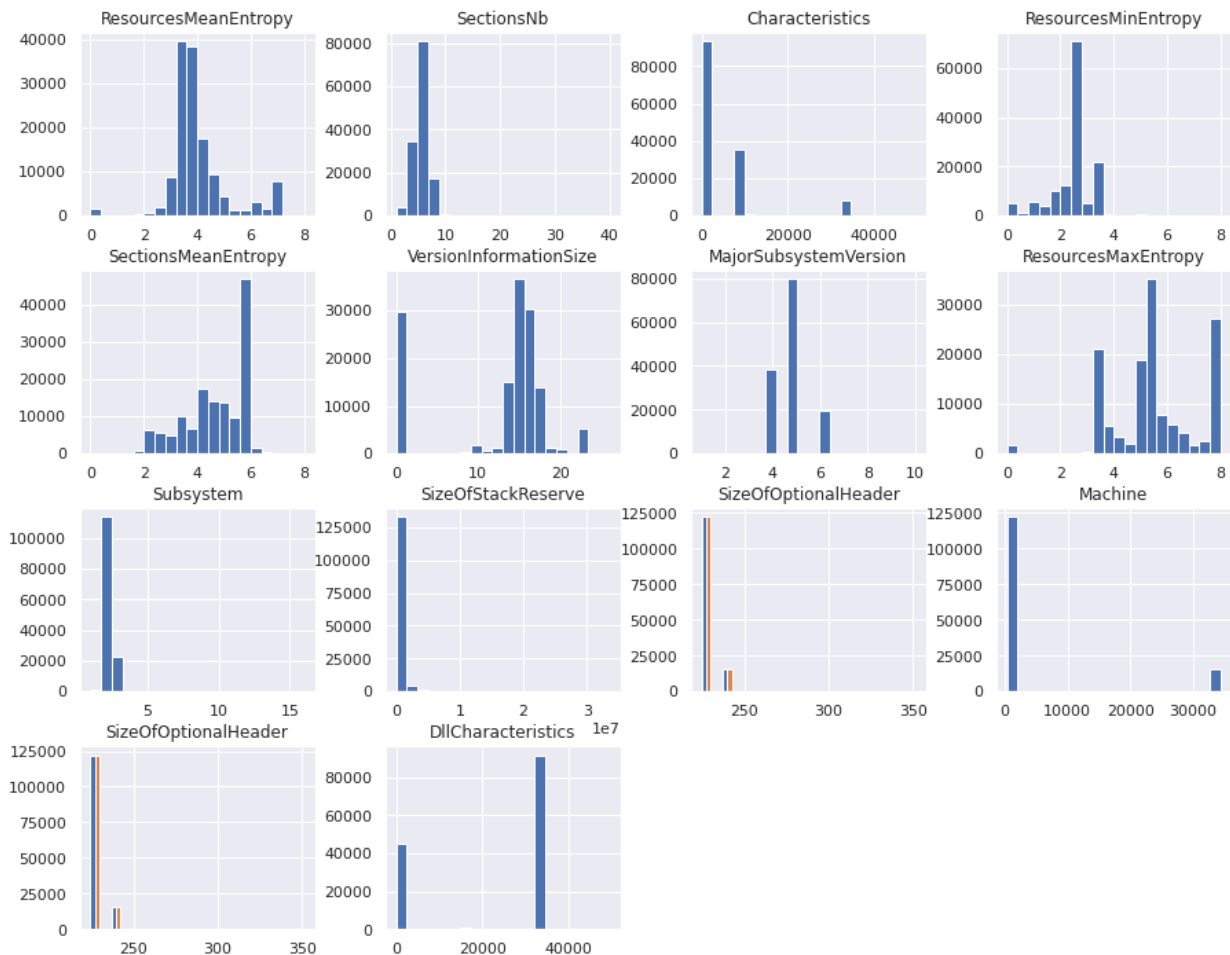 ResourcesMeanEntropy
40000
30000
20000
10000
0
0 2 4 6 8
SectionsNb
80000
60000
40000
20000
0
0 10 20 30 40
Characteristics
80000
60000
40000
20000
0
0 20000 40000
ResourcesMinEntropy
60000
40000
20000
0
0 2 4 6 8
SectionsMeanEntropy
40000
30000
20000
10000
0
0 2 4 6 8
VersionInformationSize
30000
20000
10000
0
0 10 20
MajorSubsystemVersion
80000
60000
40000
20000
0
2 4 6 8 10
ResourcesMaxEntropy
30000
20000
10000
0
0 2 4 6 8
Subsystem
100000
80000
60000
40000
20000
0
5 10 15
SizeOfStackReserve
125000
100000
75000
50000
25000
0
0 1 2 3
1e7
SizeOfOptionalHeader
125000
100000
75000
50000
25000
0
250 300 350
Machine
125000
100000
75000
50000
25000
0
0 10000 20000 30000
SizeOfOptionalHeader
125000
100000
75000
50000
25000
0
250 300 350
DllCharacteristics
80000
60000
40000
20000
0
0 20000 40000